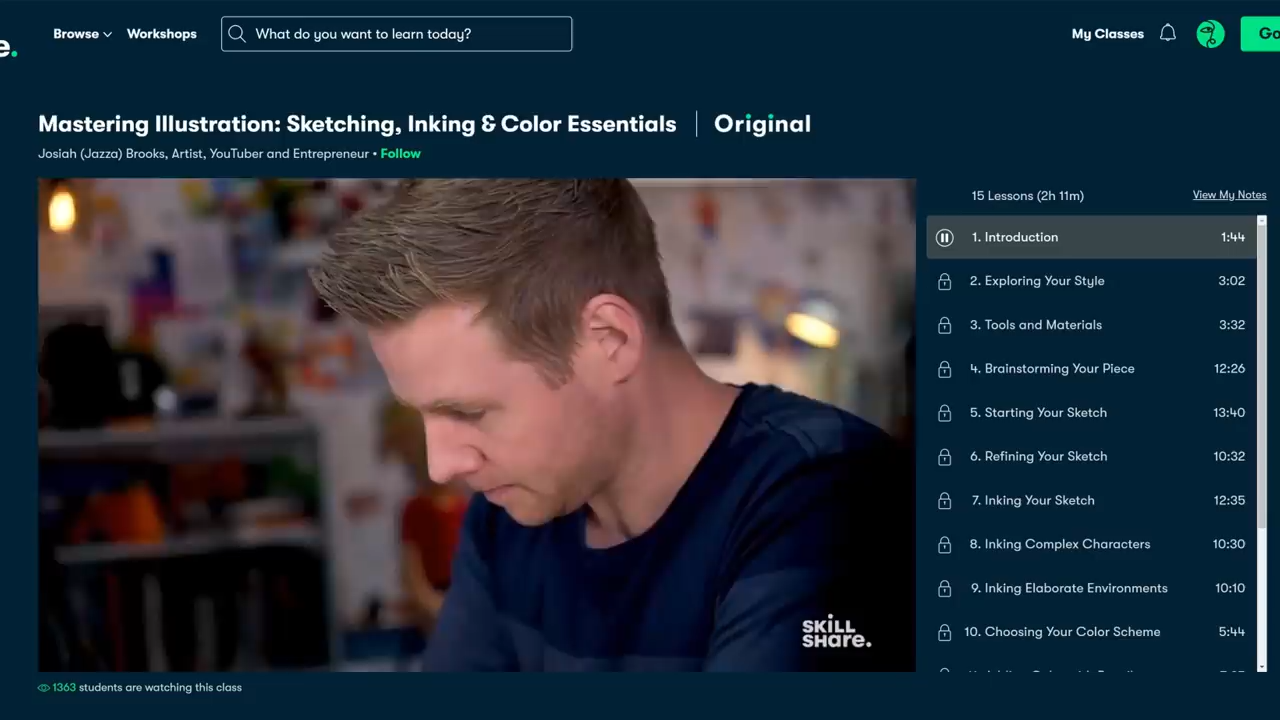 e.
Browse
Workshops
What do you want to learn today?
My Classes
Go
Mastering Illustration: Sketching, Inking & Color Essentials | Original
Josiah (Jazza) Brooks, Artist, YouTuber and Entrepreneur • Follow
15 Lessons (2h 11m)
View My Notes
1. Introduction 1:44
2. Exploring Your Style 3:02
3. Tools and Materials 3:32
4. Brainstorming Your Piece 12:26
5. Starting Your Sketch 13:40
6. Refining Your Sketch 10:32
7. Inking Your Sketch 12:35
8. Inking Complex Characters 10:30
9. Inking Elaborate Environments 10:10
10. Choosing Your Color Scheme 5:44
SKILL
SHARE.
1363 students are watching this class